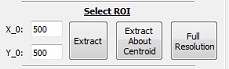 Select ROI
X_0: 500
Y_0: 500
Extract
Extract
About
Centroid
Full
Resolution